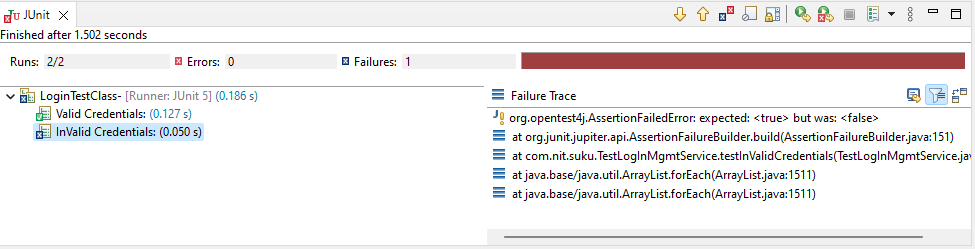 JUnit
Finished after 1.502 seconds
Runs: 2/2 Errors: 0 Failures: 1
LoginTestClass- [Runner: JUnit 5] (0.186 s)
Valid Credentials: (0.127 s)
InValid Credentials: (0.050 s)
Failure Trace
org.opentest4j.AssertionFailedError: expected: <true> but was: <false>
at org.junit.jupiter.api.AssertionFailureBuilder.build(AssertionFailureBuilder.java:151)
at com.nit.suku.TestLogInMgmtService.testInValidCredentials(TestLogInMgmtService.jav
at java.base/java.util.ArrayList.forEach(ArrayList.java:1511)
at java.base/java.util.ArrayList.forEach(ArrayList.java:1511)